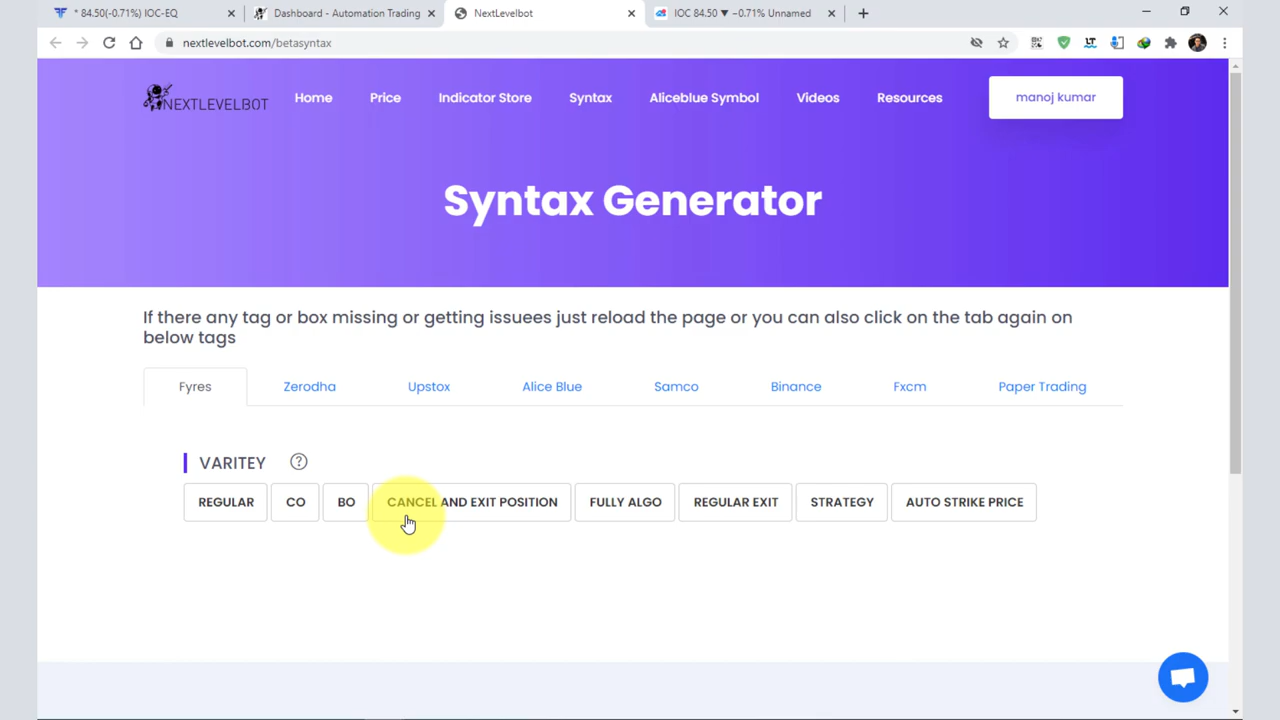 * 84.50(-0.71%) IOC-EQ
Dashboard - Automation Trading
NextLevelbot
IOC 84.50 ▼ −0.71% Unnamed
nextlevelbot.com/betasyntax
LT
NEXTLEVELBOT
Home
Price
Indicator Store
Syntax
Aliceblue Symbol
Videos
Resources
manoj kumar
Syntax Generator
If there any tag or box missing or getting issuees just reload the page or you can also click on the tab again on
below tags
Fyres
Zerodha
Upstox
Alice Blue
Samco
Binance
Fxcm
Paper Trading
VARITEY ?
REGULAR
CO
BO
CANCEL AND EXIT POSITION
FULLY ALGO
REGULAR EXIT
STRATEGY
AUTO STRIKE PRICE